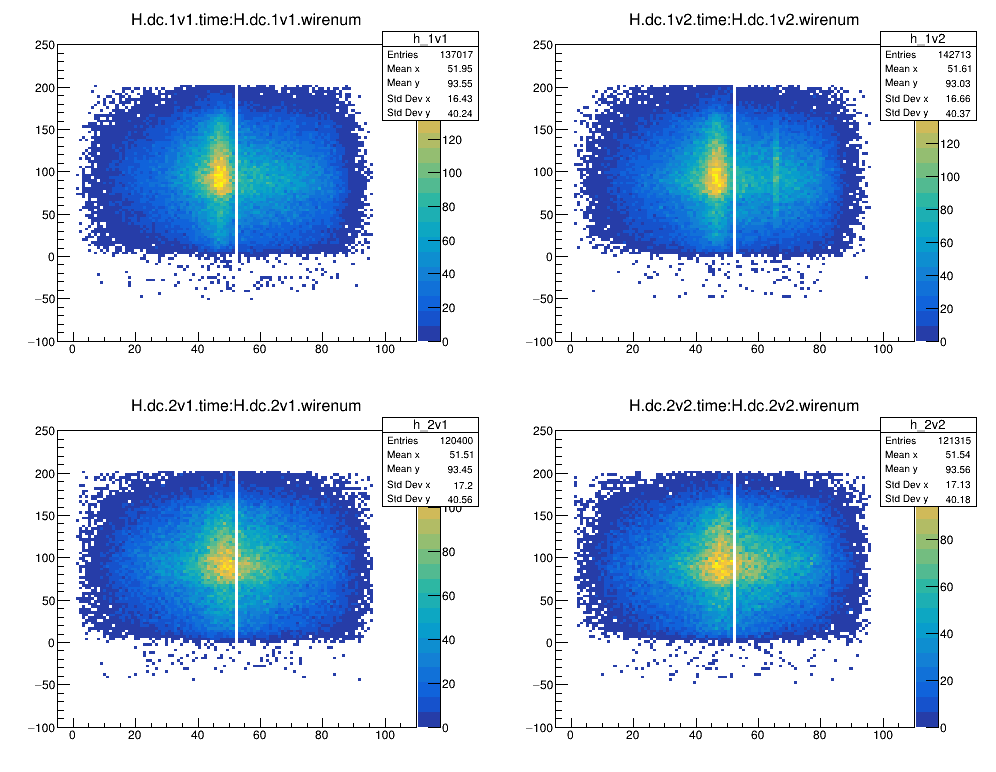 H.dc.1v1.time:H.dc.1v1.wirenum
h_1v1
Entries 137017
Mean x 51.95
Mean y 93.55
Std Dev x 16.43
Std Dev y 40.24
250
200
150
100
50
0
−50
−100
0 20 40 60 80 100
120
100
80
60
40
20
0
H.dc.1v2.time:H.dc.1v2.wirenum
h_1v2
Entries 142713
Mean x 51.61
Mean y 93.03
Std Dev x 16.66
Std Dev y 40.37
250
200
150
100
50
0
−50
−100
0 20 40 60 80 100
120
100
80
60
40
20
0
H.dc.2v1.time:H.dc.2v1.wirenum
h_2v1
Entries 120400
Mean x 51.51
Mean y 93.45
Std Dev x 17.2
Std Dev y 40.56
250
200
150
100
50
0
−50
−100
0 20 40 60 80 100
100
80
60
40
20
0
H.dc.2v2.time:H.dc.2v2.wirenum
h_2v2
Entries 121315
Mean x 51.54
Mean y 93.56
Std Dev x 17.13
Std Dev y 40.18
250
200
150
100
50
0
−50
−100
0 20 40 60 80 100
80
60
40
20
0